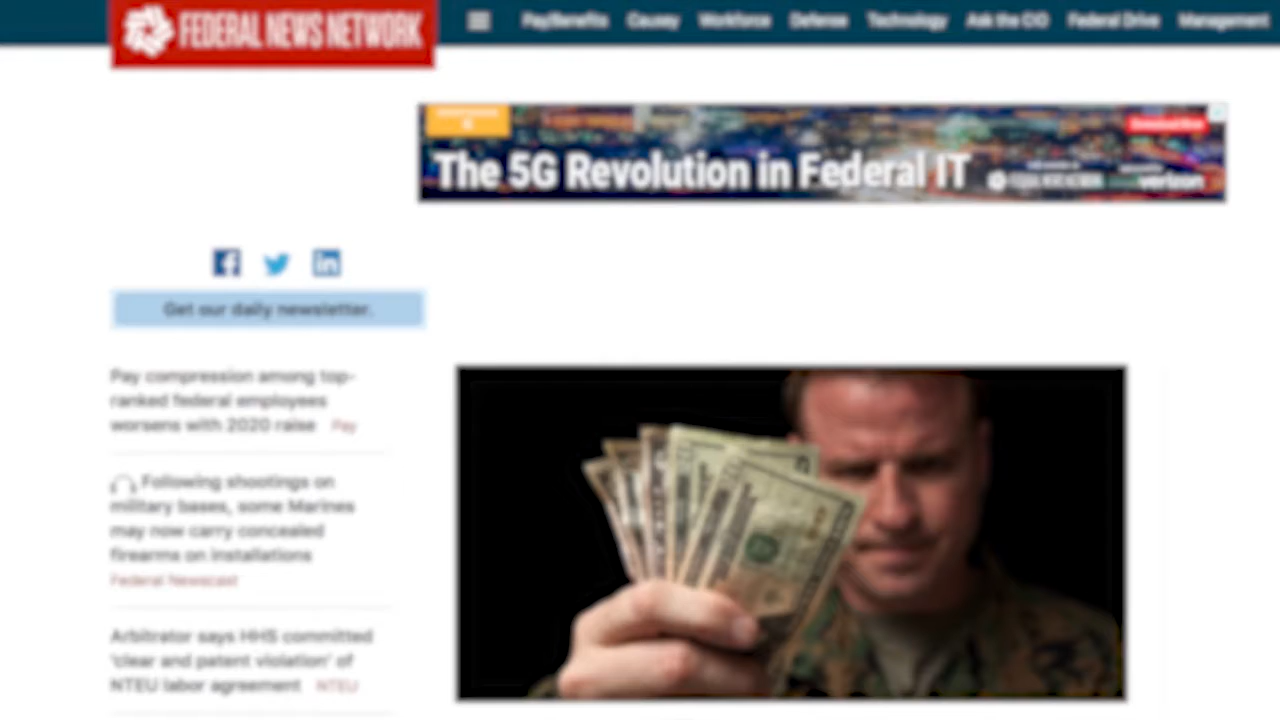 FEDERAL NEWS NETWORK
Pay/Benefits Causey Workforce Defense Technology Ask the CIO Federal Drive Management
The 5G Revolution in Federal IT
verizon
Get our daily newsletter.
Pay compression among top-
ranked federal employees
worsens with 2020 raise Pay
Following shootings on
military bases, some Marines
may now carry concealed
firearms on installations
Federal Newscast
Arbitrator says HHS committed
'clear and patent violation' of
NTEU labor agreement NTEU